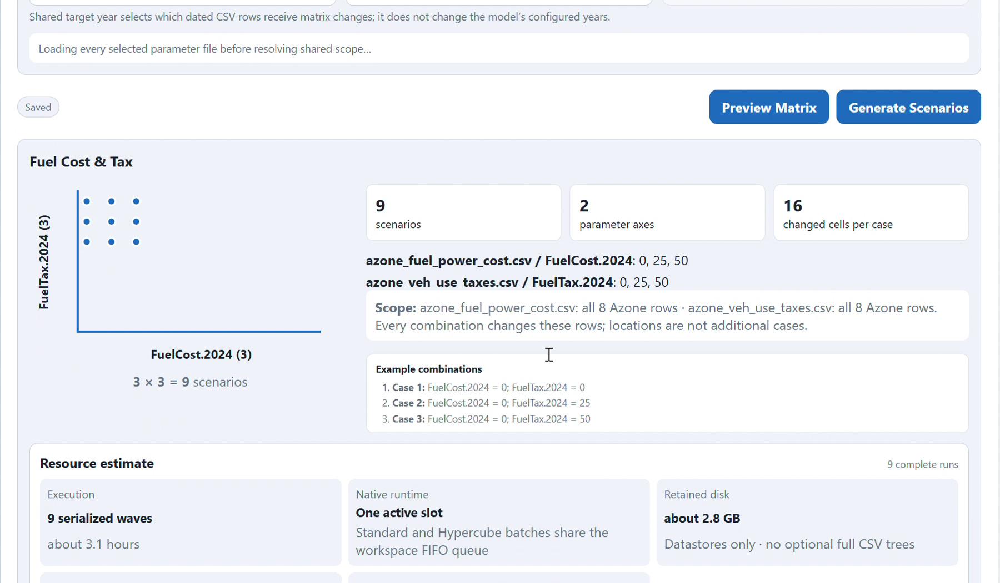 Shared target year selects which dated CSV rows receive matrix changes; it does not change the model’s configured years.
Loading every selected parameter file before resolving shared scope...
Saved
Preview Matrix
Generate Scenarios
Fuel Cost & Tax
FuelTax.2024 (3)
FuelCost.2024 (3)
3 × 3 = 9 scenarios
9
scenarios
2
parameter axes
16
changed cells per case
azone_fuel_power_cost.csv / FuelCost.2024: 0, 25, 50
azone_veh_use_taxes.csv / FuelTax.2024: 0, 25, 50
Scope: azone_fuel_power_cost.csv: all 8 Azone rows · azone_veh_use_taxes.csv: all 8 Azone rows.
Every combination changes these rows; locations are not additional cases.
Example combinations
1. Case 1: FuelCost.2024 = 0; FuelTax.2024 = 0
2. Case 2: FuelCost.2024 = 0; FuelTax.2024 = 25
3. Case 3: FuelCost.2024 = 0; FuelTax.2024 = 50
Resource estimate
9 complete runs
Execution
9 serialized waves
about 3.1 hours
Native runtime
One active slot
Standard and Hypercube batches share the
workspace FIFO queue
Retained disk
about 2.8 GB
Datastores only · no optional full CSV trees